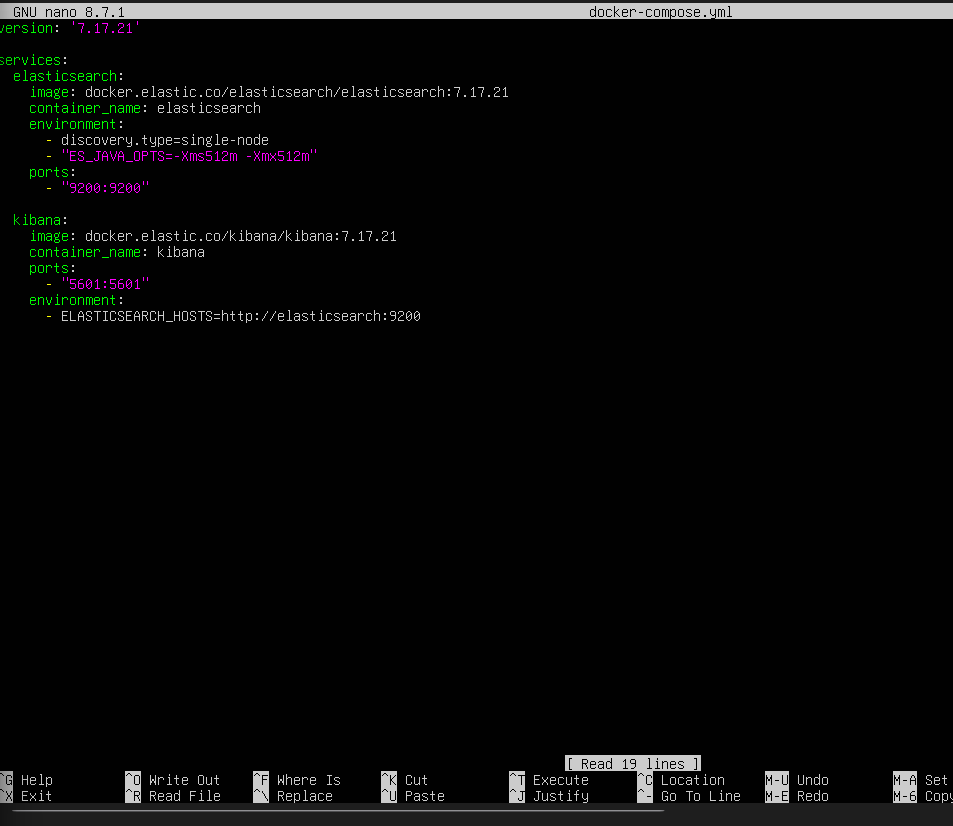 GNU nano 8.7.1 docker-compose.yml
version: '7.17.21'
services:
elasticsearch:
image: docker.elastic.co/elasticsearch/elasticsearch:7.17.21
container_name: elasticsearch
environment:
- discovery.type=single-node
- "ES_JAVA_OPTS=-Xms512m -Xmx512m"
ports:
- "9200:9200"
kibana:
image: docker.elastic.co/kibana/kibana:7.17.21
container_name: kibana
ports:
- "5601:5601"
environment:
- ELASTICSEARCH_HOSTS=http://elasticsearch:9200
[ Read 19 lines ]
^G Help ^O Write Out ^F Where Is ^K Cut ^T Execute ^C Location M-U Undo M-A Set
^X Exit ^R Read File ^\ Replace ^U Paste ^J Justify ^- Go To Line M-E Redo M-6 Copy